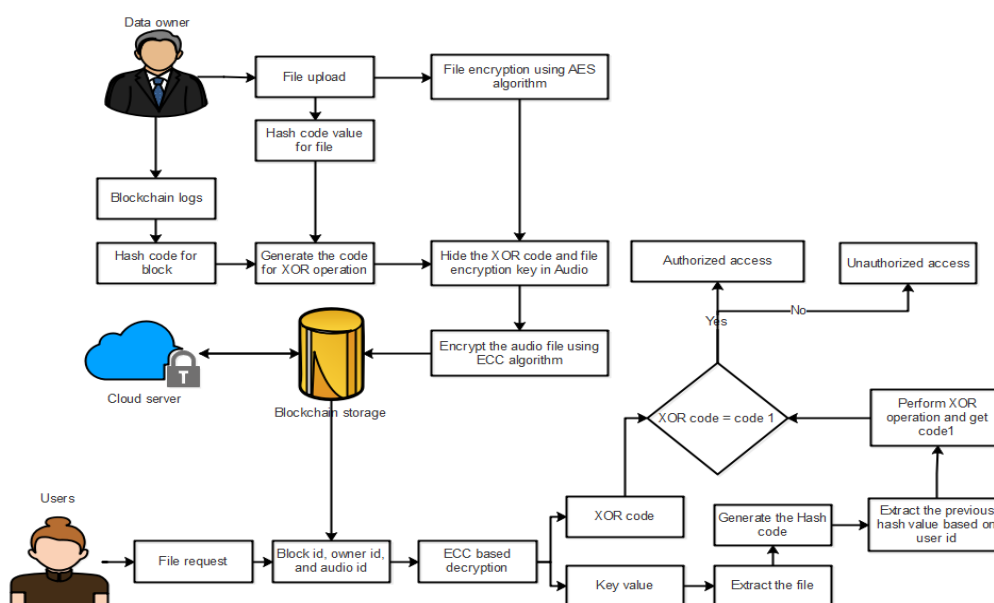 Data owner
File upload
File encryption using AES
algorithm
Hash code value
for file
Blockchain logs
Hash code for
block
Generate the code
for XOR operation
Hide the XOR code and file
encryption key in Audio
Authorized access
Unauthorized access
Yes
No
Encrypt the audio file using
ECC algorithm
Cloud server
T
Blockchain storage
XOR code = code 1
Perform XOR
operation and get
code1
Users
File request
Block id, owner id,
and audio id
ECC based
decryption
XOR code
Key value
Extract the file
Generate the Hash
code
Extract the previous
hash value based on
user id